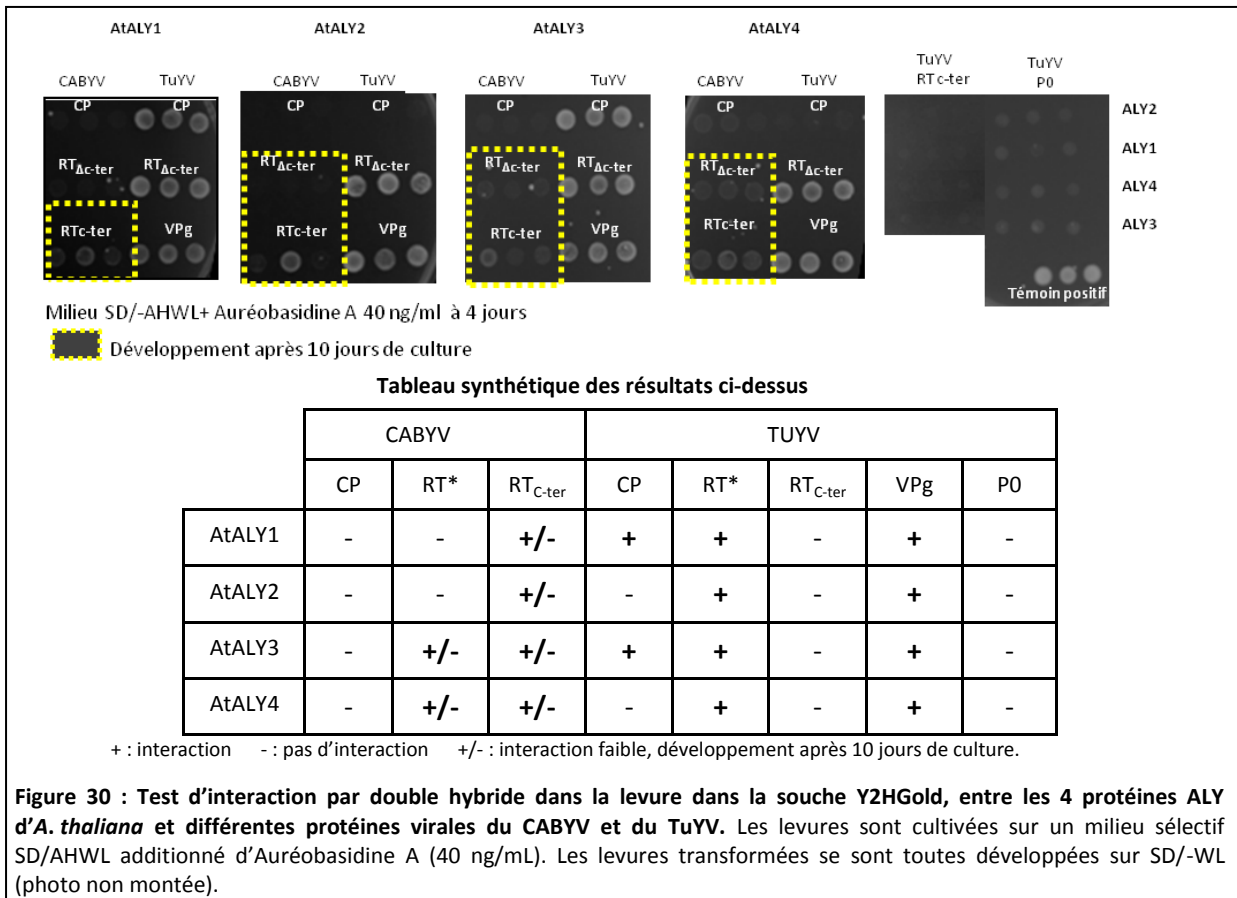 AtALY1 AtALY2 AtALY3 AtALY4
CABYV TuYV CABYV TuYV CABYV TuYV CABYV TuYV TuYV RTc-ter TuYV P0
CP CP CP CP CP CP CP CP ALY2
RTΔc-ter RTΔc-ter RTΔc-ter RTΔc-ter RTΔc-ter RTΔc-ter RTΔc-ter RTΔc-ter ALY1
ALY4
RTc-ter VPg RTc-ter VPg RTc-ter VPg RTc-ter VPg ALY3
Témoin positif
Milieu SD/-AHWL+ Auréobasidine A 40 ng/ml à 4 jours
Développement après 10 jours de culture
Tableau synthétique des résultats ci-dessus
CABYV TUYV
CP RT* RTC-ter CP RT* RTC-ter VPg P0
AtALY1 - - +/- + + - + -
AtALY2 - - +/- - + - + -
AtALY3 - +/- +/- + + - + -
AtALY4 - +/- +/- - + - + -
+ : interaction - : pas d'interaction +/- : interaction faible, développement après 10 jours de culture.
Figure 30 : Test d'interaction par double hybride dans la levure dans la souche Y2HGold, entre les 4 protéines ALY
d'A. thaliana et différentes protéines virales du CABYV et du TuYV. Les levures sont cultivées sur un milieu sélectif
SD/AHWL additionné d'Auréobasidine A (40 ng/mL). Les levures transformées se sont toutes développées sur SD/-WL
(photo non montée).